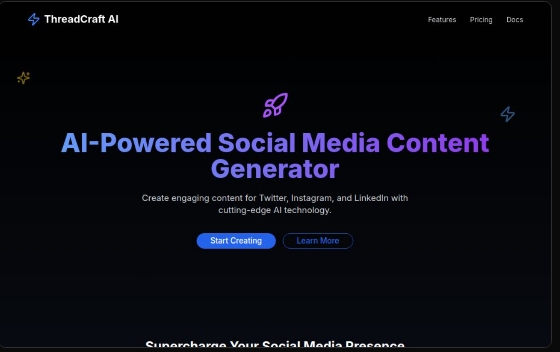 ThreadCraft AI
Features Pricing Docs
AI-Powered Social Media Content
Generator
Create engaging content for Twitter, Instagram, and LinkedIn with
cutting-edge AI technology.
Start Creating Learn More
Supercharge Your Social Media Presence